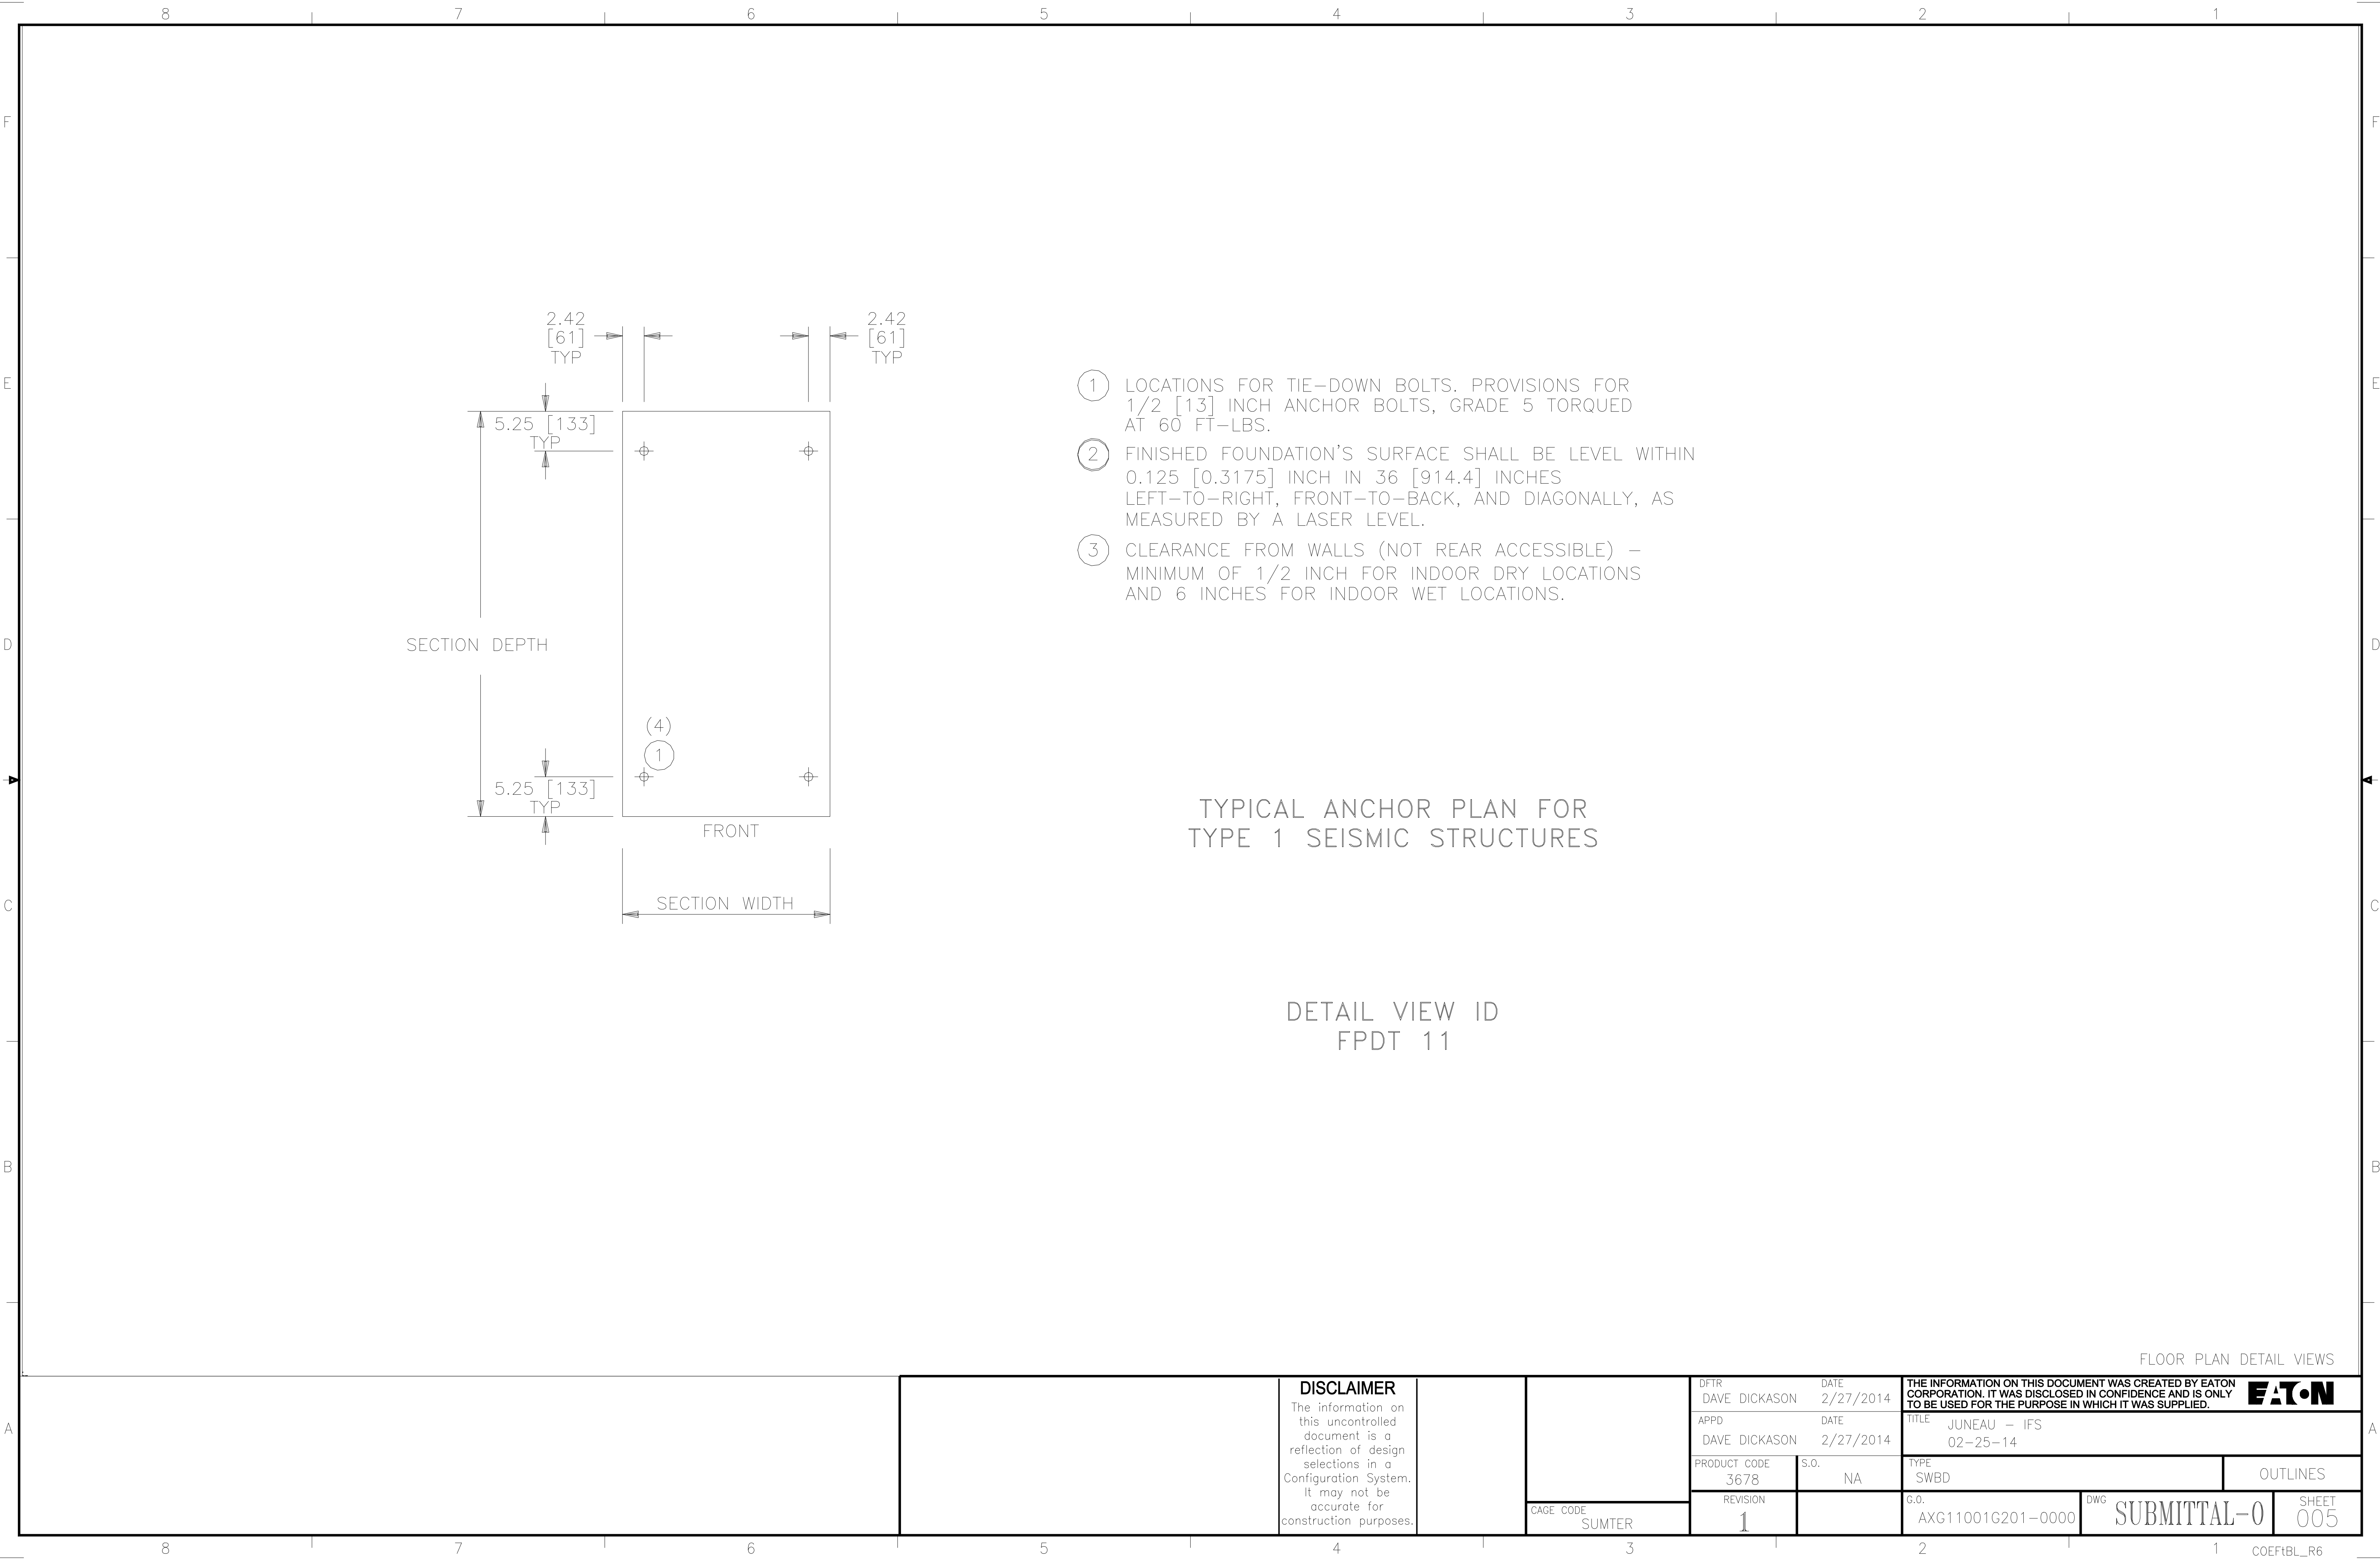 8 7 6 5 4 3 2 1
F F
2.42
[61]
TYP
2.42
[61]
TYP
E E
5.25 [133]
TYP
1 LOCATIONS FOR TIE-DOWN BOLTS. PROVISIONS FOR
1/2 [13] INCH ANCHOR BOLTS, GRADE 5 TORQUED
AT 60 FT-LBS.
2 FINISHED FOUNDATION'S SURFACE SHALL BE LEVEL WITHIN
0.125 [0.3175] INCH IN 36 [914.4] INCHES
LEFT-TO-RIGHT, FRONT-TO-BACK, AND DIAGONALLY, AS
MEASURED BY A LASER LEVEL.
3 CLEARANCE FROM WALLS (NOT REAR ACCESSIBLE) -
MINIMUM OF 1/2 INCH FOR INDOOR DRY LOCATIONS
AND 6 INCHES FOR INDOOR WET LOCATIONS.
D D
SECTION DEPTH
(4)
1
5.25 [133]
TYP
FRONT
TYPICAL ANCHOR PLAN FOR
TYPE 1 SEISMIC STRUCTURES
C C
SECTION WIDTH
DETAIL VIEW ID
FPDT 11
B B
FLOOR PLAN DETAIL VIEWS
A A
DISCLAIMER
The information on
this uncontrolled
document is a
reflection of design
selections in a
Configuration System.
It may not be
accurate for
construction purposes.
CAGE CODE
SUMTER
DFTR DATE
DAVE DICKASON 2/27/2014
APPD DATE
DAVE DICKASON 2/27/2014
PRODUCT CODE S.O.
3678 NA
REVISION
1
THE INFORMATION ON THIS DOCUMENT WAS CREATED BY EATON
CORPORATION. IT WAS DISCLOSED IN CONFIDENCE AND IS ONLY
TO BE USED FOR THE PURPOSE IN WHICH IT WAS SUPPLIED.
EATON
TITLE
JUNEAU - IFS
02-25-14
TYPE
SWBD
OUTLINES
G.O.
AXG11001G201-0000
DWG
SUBMITTAL-0
SHEET
005
8 7 6 5 4 3 2 1
COEFtBL_R6